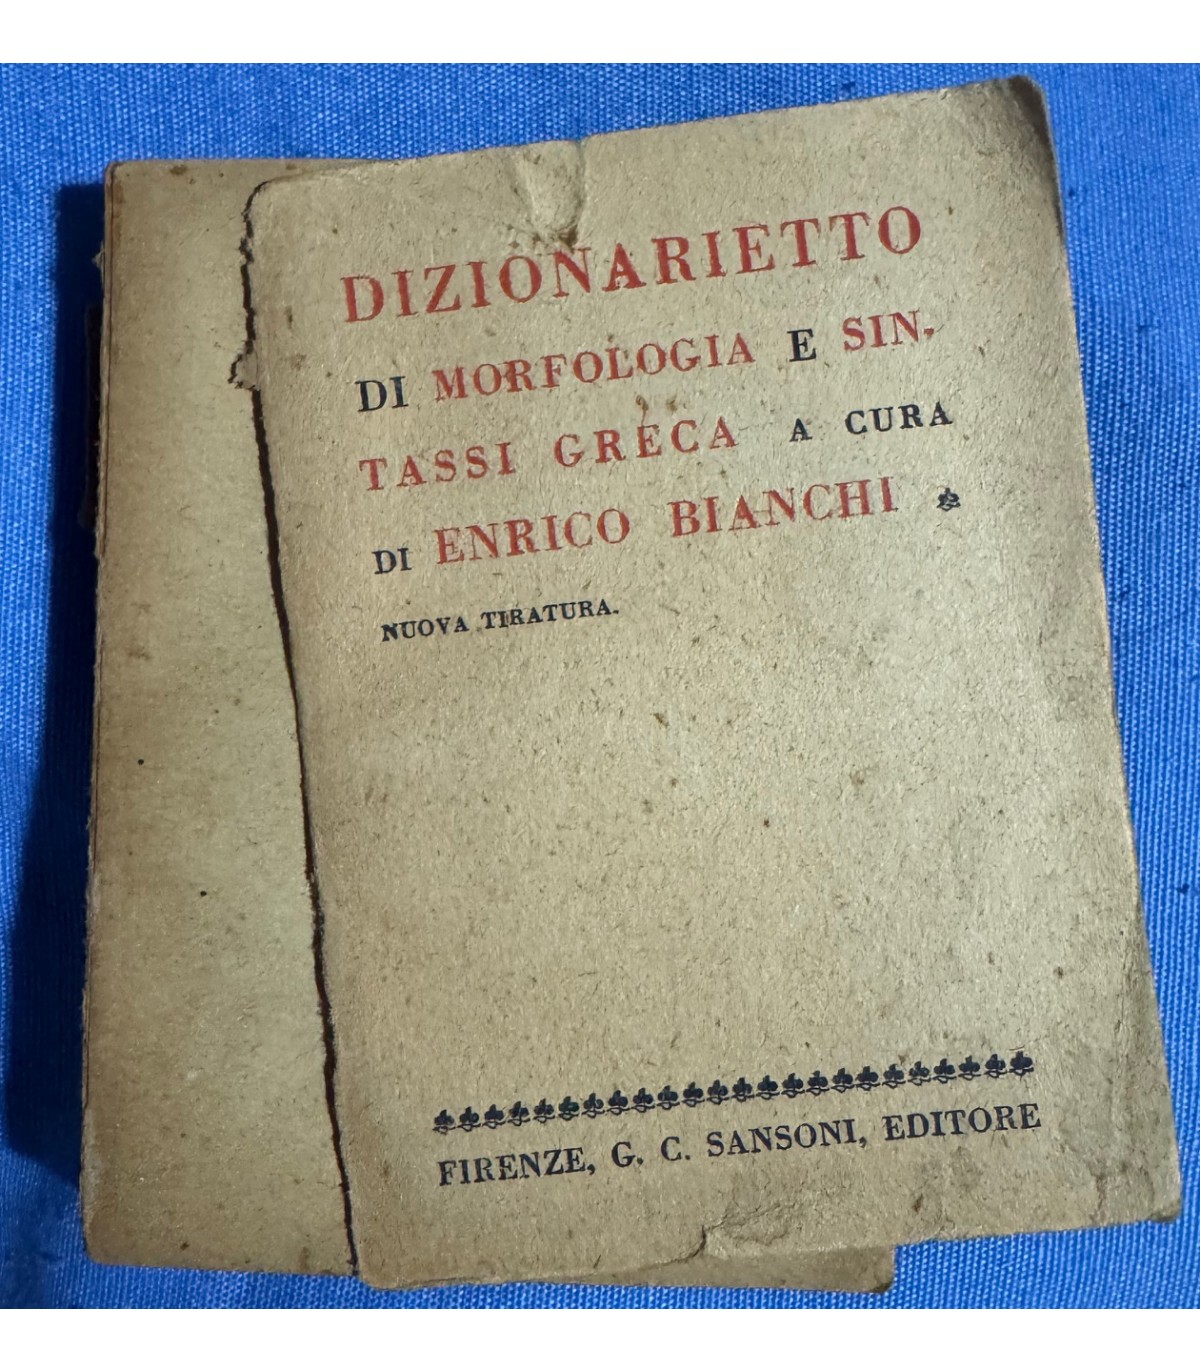 DIZIONARIETTO
DI MORFOLOGIA E SIN-
TASSI GRECA A CURA
DI ENRICO BIANCHI
NUOVA TIRATURA.
FIRENZE, G. C. SANSONI, EDITORE